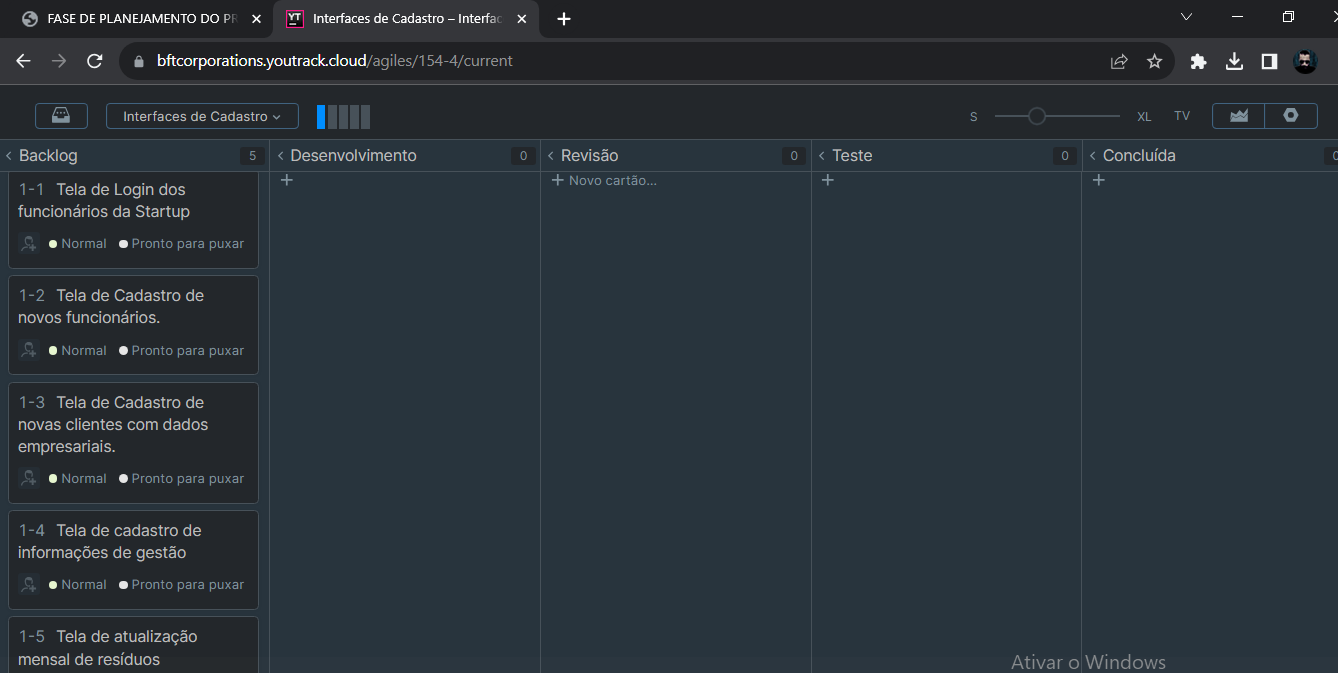 FASE DE PLANEJAMENTO DO PR
YT Interfaces de Cadastro – Interfac
bftcorporations.youtrack.cloud/agiles/154-4/current
Interfaces de Cadastro
S XL TV
Backlog 5 Desenvolvimento 0 Revisão 0 Teste 0 Concluída 0
Novo cartão...
1-1 Tela de Login dos
funcionários da Startup
Normal Pronto para puxar
1-2 Tela de Cadastro de
novos funcionários.
Normal Pronto para puxar
1-3 Tela de Cadastro de
novas clientes com dados
empresariais.
Normal Pronto para puxar
1-4 Tela de cadastro de
informações de gestão
Normal Pronto para puxar
1-5 Tela de atualização
mensal de resíduos
Ativar o Windows